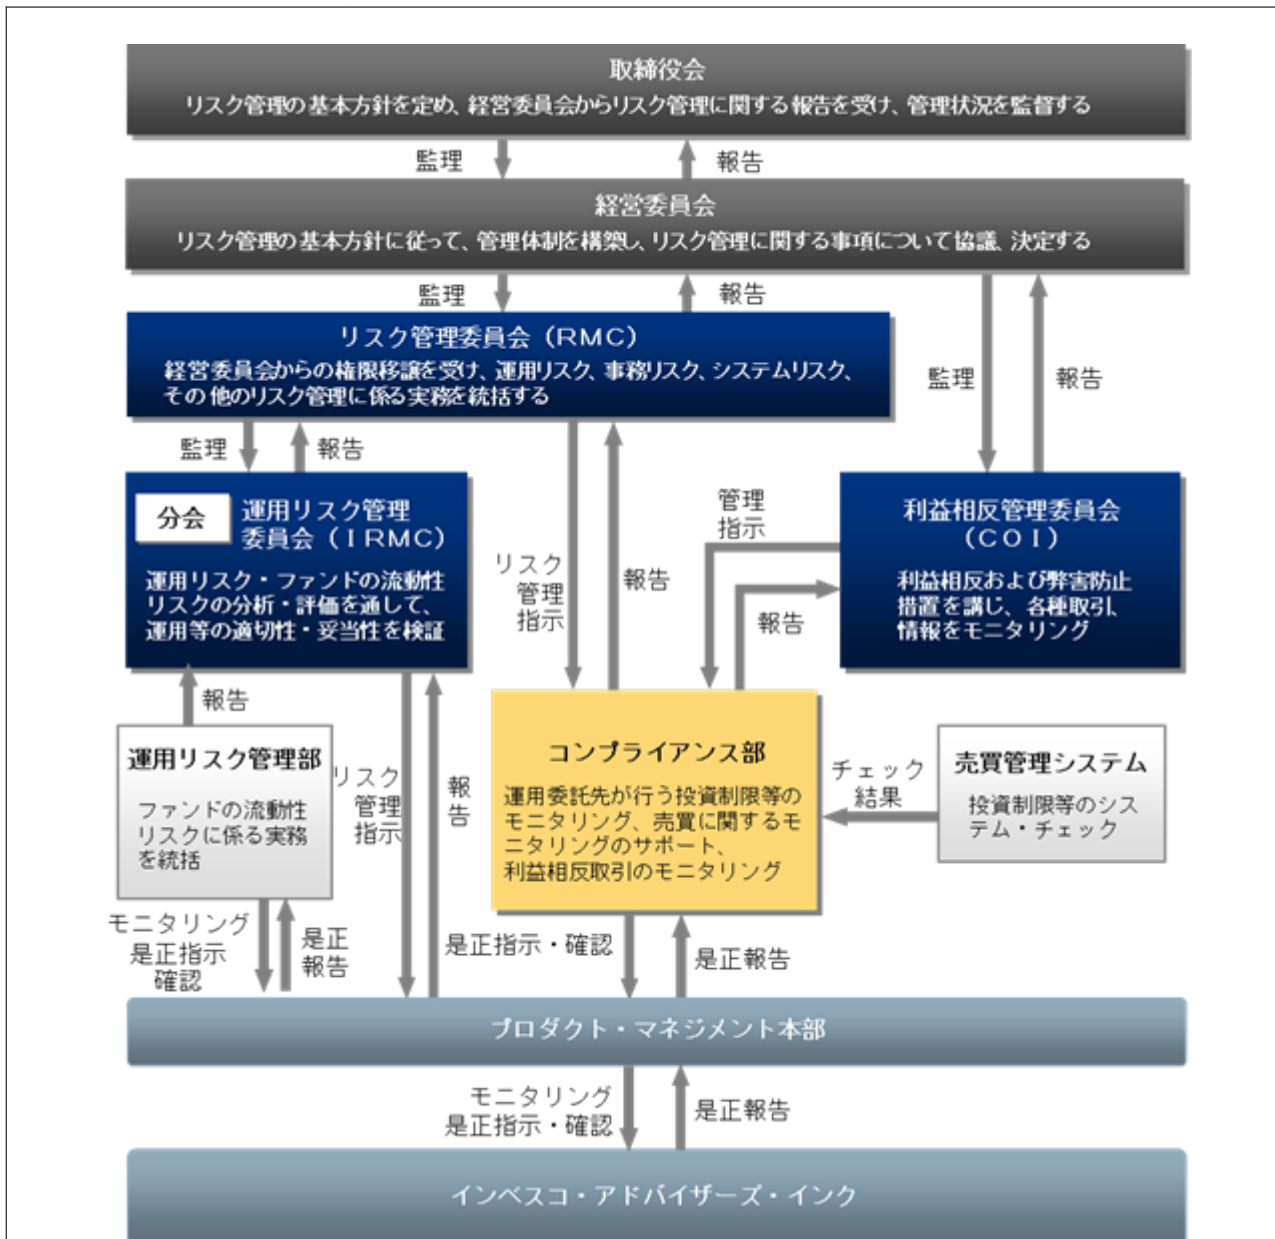 取締役会
リスク管理の基本方針を定め、経営委員会からリスク管理に関する報告を受け、管理状況を監督する
監理
報告
経営委員会
リスク管理の基本方針に従って、管理体制を構築し、リスク管理に関する事項について協議、決定する
監理
報告
リスク管理委員会（RMC）
経営委員会からの権限移譲を受け、運用リスク、事務リスク、システムリスク、
その他のリスク管理に係る実務を統括する
監理
報告
監理
報告
分会
運用リスク管理
委員会（IRMC）
運用リスク・ファンドの流動性
リスクの分析・評価を通して、
運用等の適切性・妥当性を検証
リスク
管理
指示
報告
管理
指示
報告
利益相反管理委員会
（COI）
利益相反および弊害防止
措置を講じ、各種取引、
情報をモニタリング
報告
運用リスク管理部
ファンドの流動性
リスクに係る実務
を統括
リスク
管理
指示
報
告
コンプライアンス部
運用委託先が行う投資制限等の
モニタリング、売買に関するモ
ニタリングのサポート、
利益相反取引のモニタリング
チェック
結果
売買管理システム
投資制限等のシス
テム・チェック
モニタリング
是正指示
確認
是正
報告
是正指示・確認
是正報告
プロダクト・マネジメント本部
モニタリング
是正指示・確認
是正報告
インベスコ・アドバイザーズ・インク